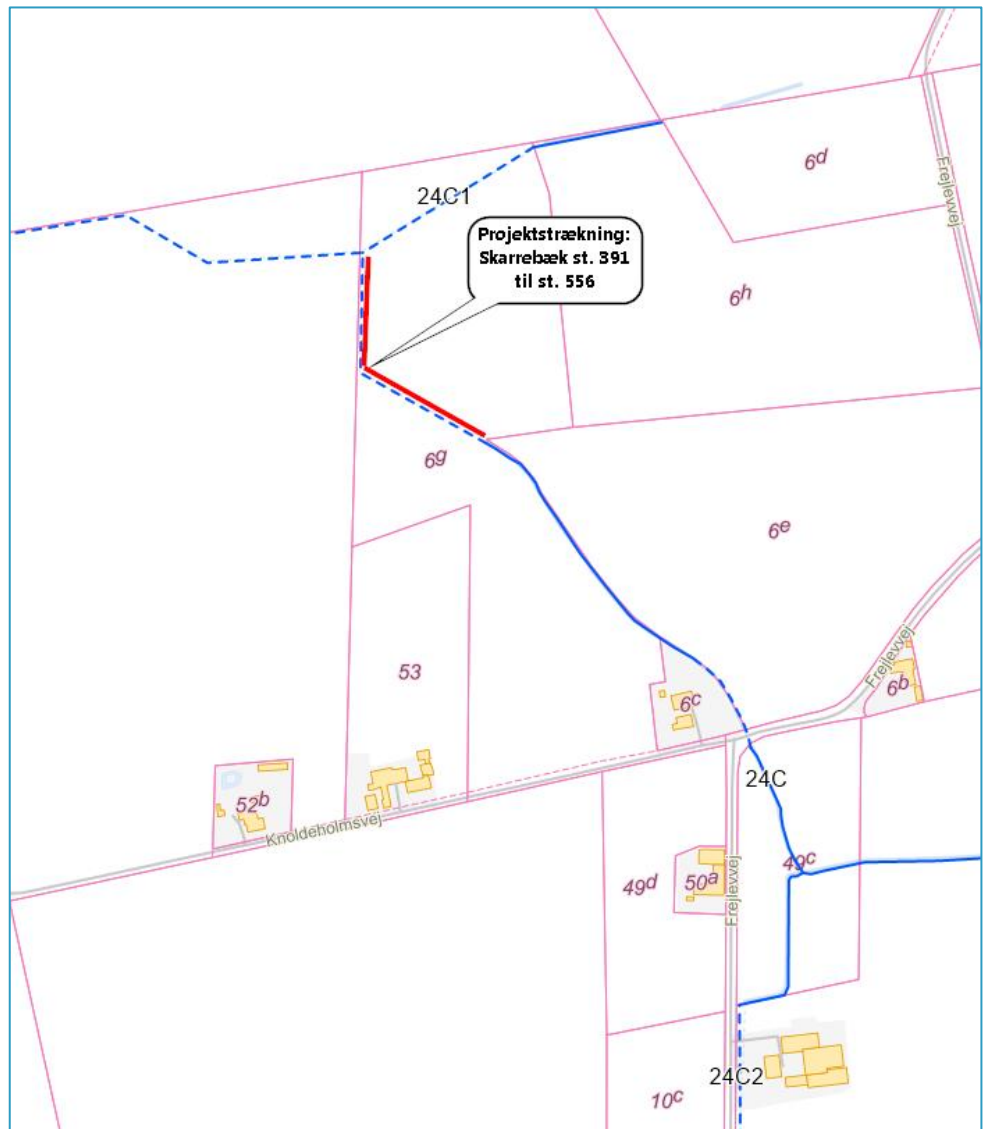 6d
Frejlevvej
24C1
Projektstrækning:
Skarrebæk st. 391
til st. 556
6h
6g
6e
53
Frejlevvej
6b
6c
24C
52b
Knoldeholmsvej
49d
50a
Frejlevvej
49c
24C2
10c